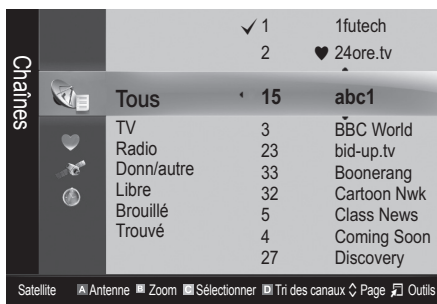 Chaînes
✓ 1 1futech
2 ♥ 24ore.tv
Tous 15 abc1
TV 3 BBC World
Radio 23 bid-up.tv
Donn/autre 33 Boonerang
Libre 32 Cartoon Nwk
Brouillé 5 Class News
Trouvé 4 Coming Soon
27 Discovery
Satellite A Antenne B Zoom C Sélectionner D Tri des canaux Page Outils